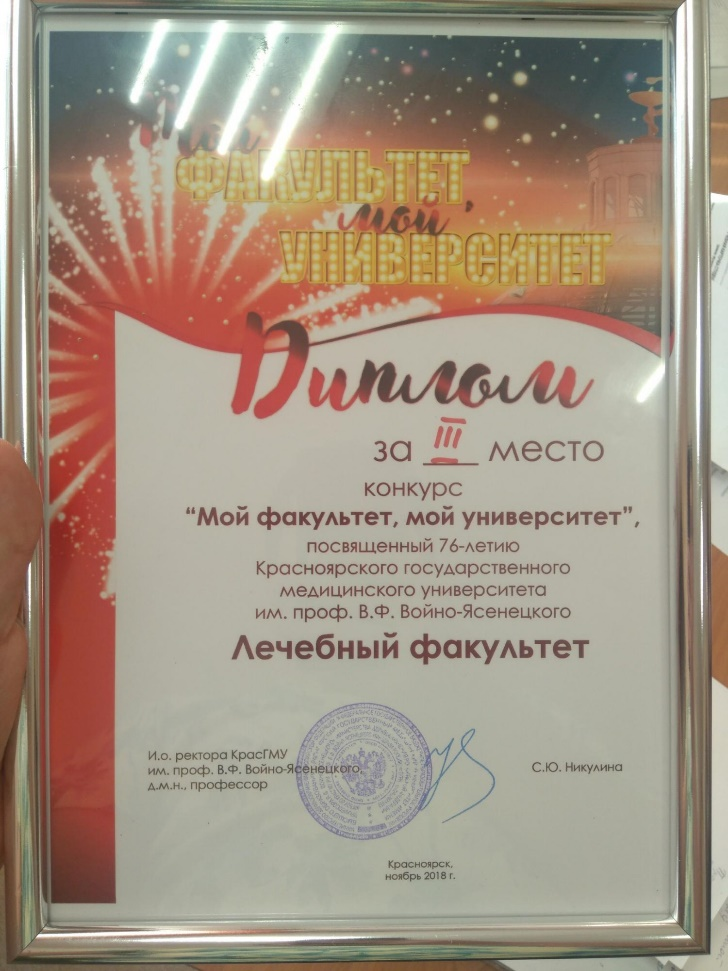 Мой
ФАКУЛЬТЕТ,
мой
УНИВЕРСИТЕТ
Диплом
за III место
конкурс
“Мой факультет, мой университет”,
посвященный 76-летию
Красноярского государственного
медицинского университета
им. проф. В.Ф. Войно-Ясенецкого
Лечебный факультет
И.о. ректора КрасГМУ
им. проф. В.Ф. Войно-Ясенецкого,
д.м.н., профессор
С.Ю. Никулина
Красноярск,
ноябрь 2018 г.